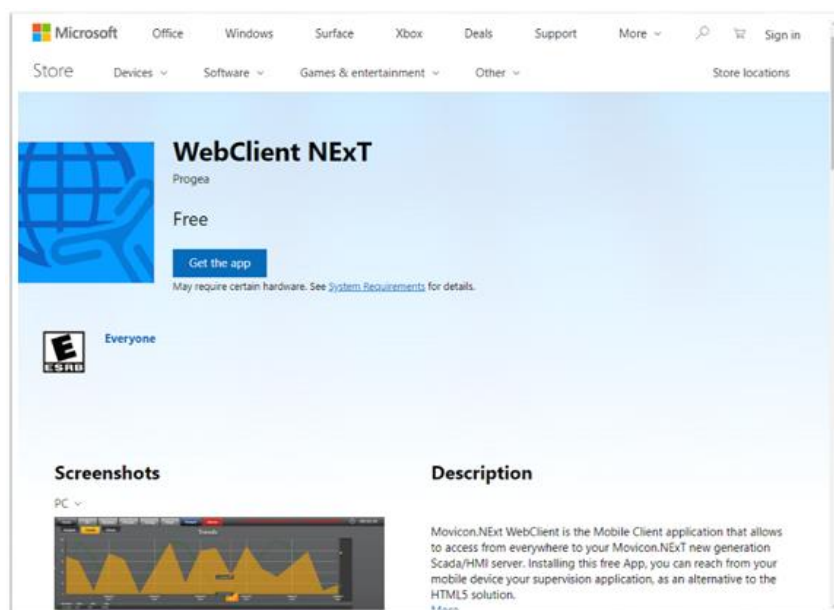 Microsoft Office Windows Surface Xbox Deals Support More Sign in
Store Devices Software Games & entertainment Other Store locations
WebClient NExT
Progea
Free
Get the app
May require certain hardware. See System Requirements for details.
E
ESRB
Everyone
Screenshots
Description
PC
Trends
Movicon.NExt WebClient is the Mobile Client application that allows
to access from everywhere to your Movicon.NExT new generation
Scada/HMI server. Installing this free App, you can reach from your
mobile device your supervision application, as an alternative to the
HTML5 solution.
More